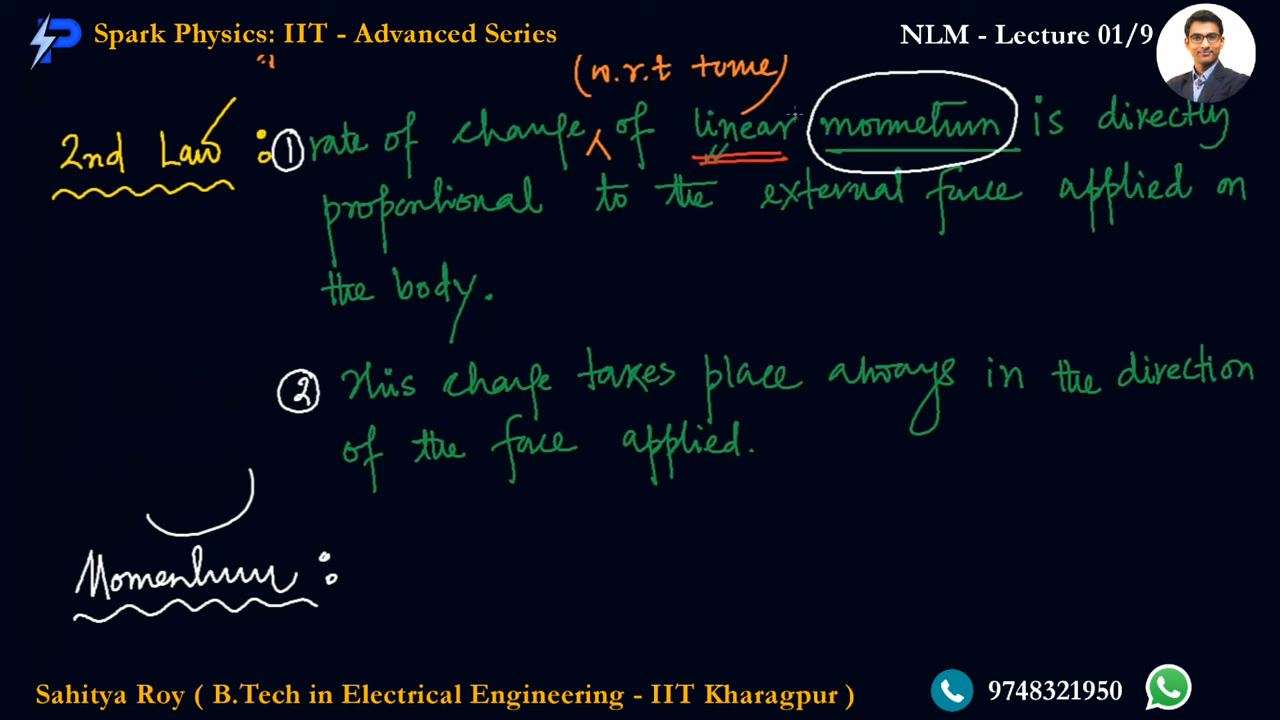 Spark Physics: IIT - Advanced Series
NLM - Lecture 01/9
(w.r.t time)
2nd Law : ① rate of change ^ of linear momentum is directly
proportional to the external force applied on
the body.
② This change takes place always in the direction
of the force applied.
Momentum :
Sahitya Roy ( B.Tech in Electrical Engineering - IIT Kharagpur )
9748321950